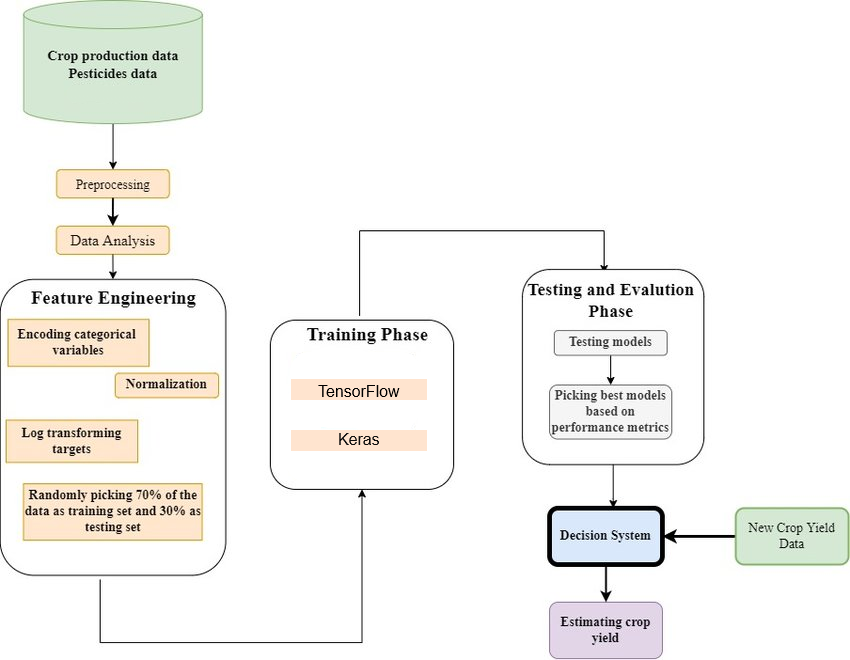 Crop production data
Pesticides data
Preprocessing
Data Analysis
Feature Engineering
Encoding categorical
variables
Normalization
Log transforming
targets
Randomly picking 70% of the
data as training set and 30% as
testing set
Training Phase
TensorFlow
Keras
Testing and Evalution
Phase
Testing models
Picking best models
based on
performance metrics
Decision System
New Crop Yield
Data
Estimating crop
yield